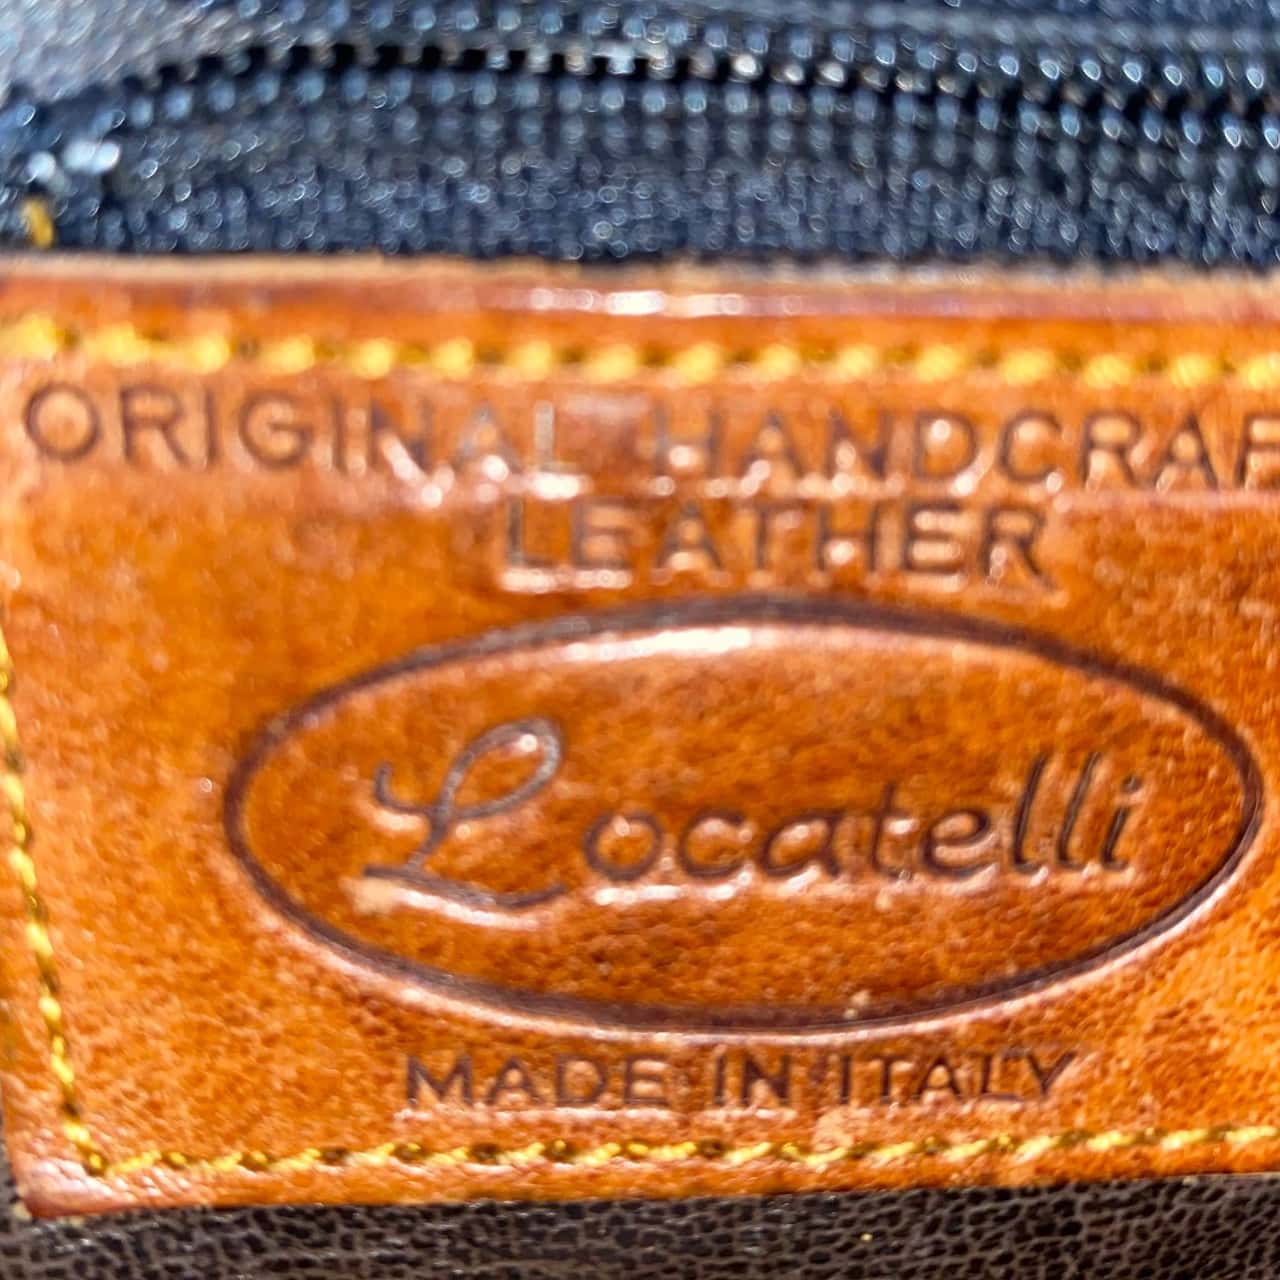 ORIGINAL HANDCRAF
LEATHER
Locatelli
MADE IN ITALY